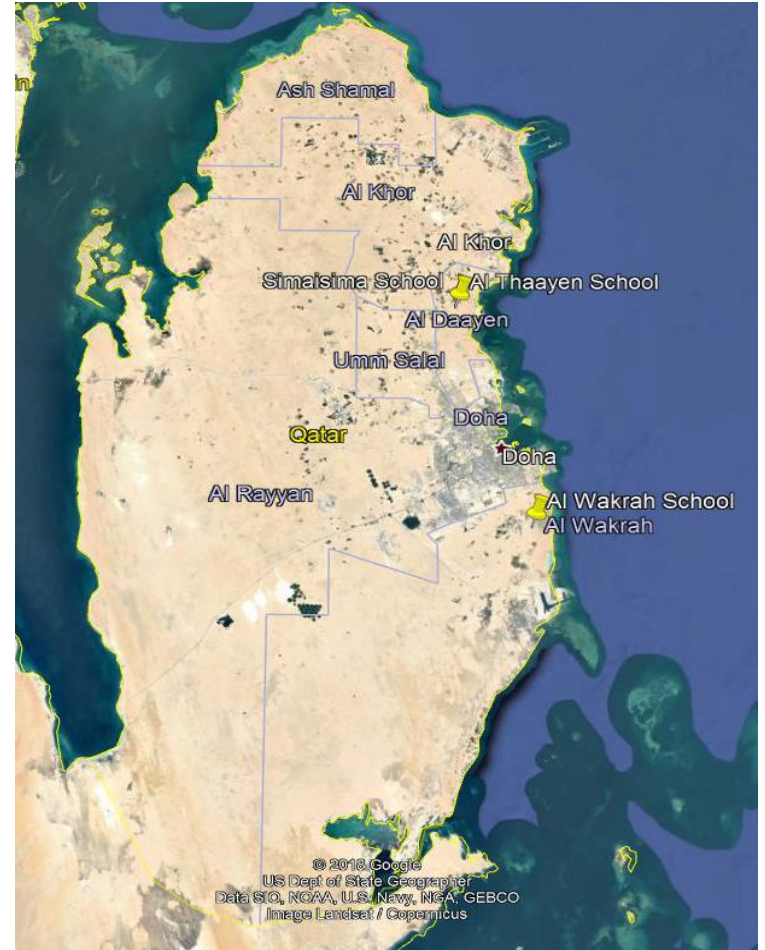 Ash Shamal
in
Al Khor
Al Khor
Simaisima School
Al Thaayen School
Al Daayen
Umm Salal
Doha
Qatar
Doha
Al Rayyan
Al Wakrah School
Al Wakrah
© 2018 Google
US Dept of State Geographer
Data SIO, NOAA, U.S. Navy, NGA, GEBCO
Image Landsat / Copernicus